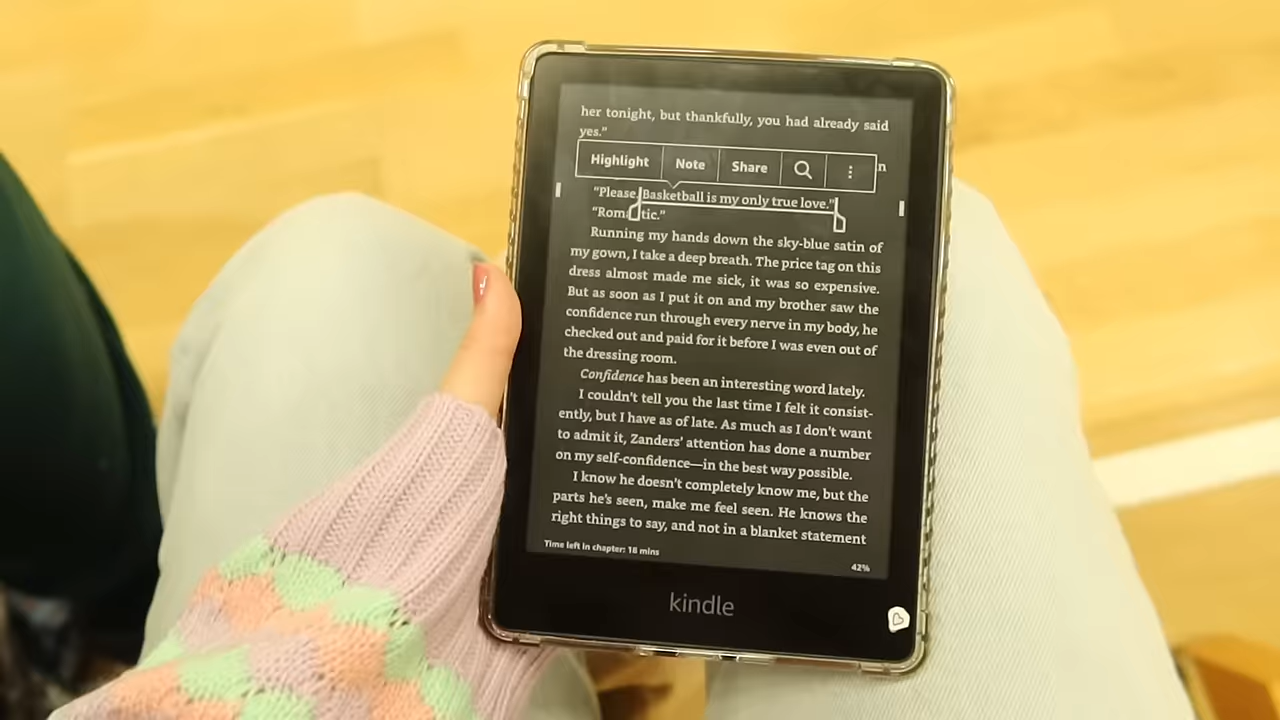 her tonight, but thankfully, you had already said
yes.”
n
Highlight Note Share
“Please. Basketball is my only true love.”
“Rom tic.”
Running my hands down the sky-blue satin of
my gown, I take a deep breath. The price tag on this
dress almost made me sick, it was so expensive.
But as soon as I put it on and my brother saw the
confidence run through every nerve in my body, he
checked out and paid for it before I was even out of
the dressing room.
Confidence has been an interesting word lately.
I couldn't tell you the last time I felt it consist-
ently, but I have as of late. As much as I don't want
to admit it, Zanders’ attention has done a number
on my self-confidence—in the best way possible.
I know he doesn't completely know me, but the
parts he's seen, make me feel seen. He knows the
right things to say, and not in a blanket statement
Time left in chapter: 18 mins
42%
kindle